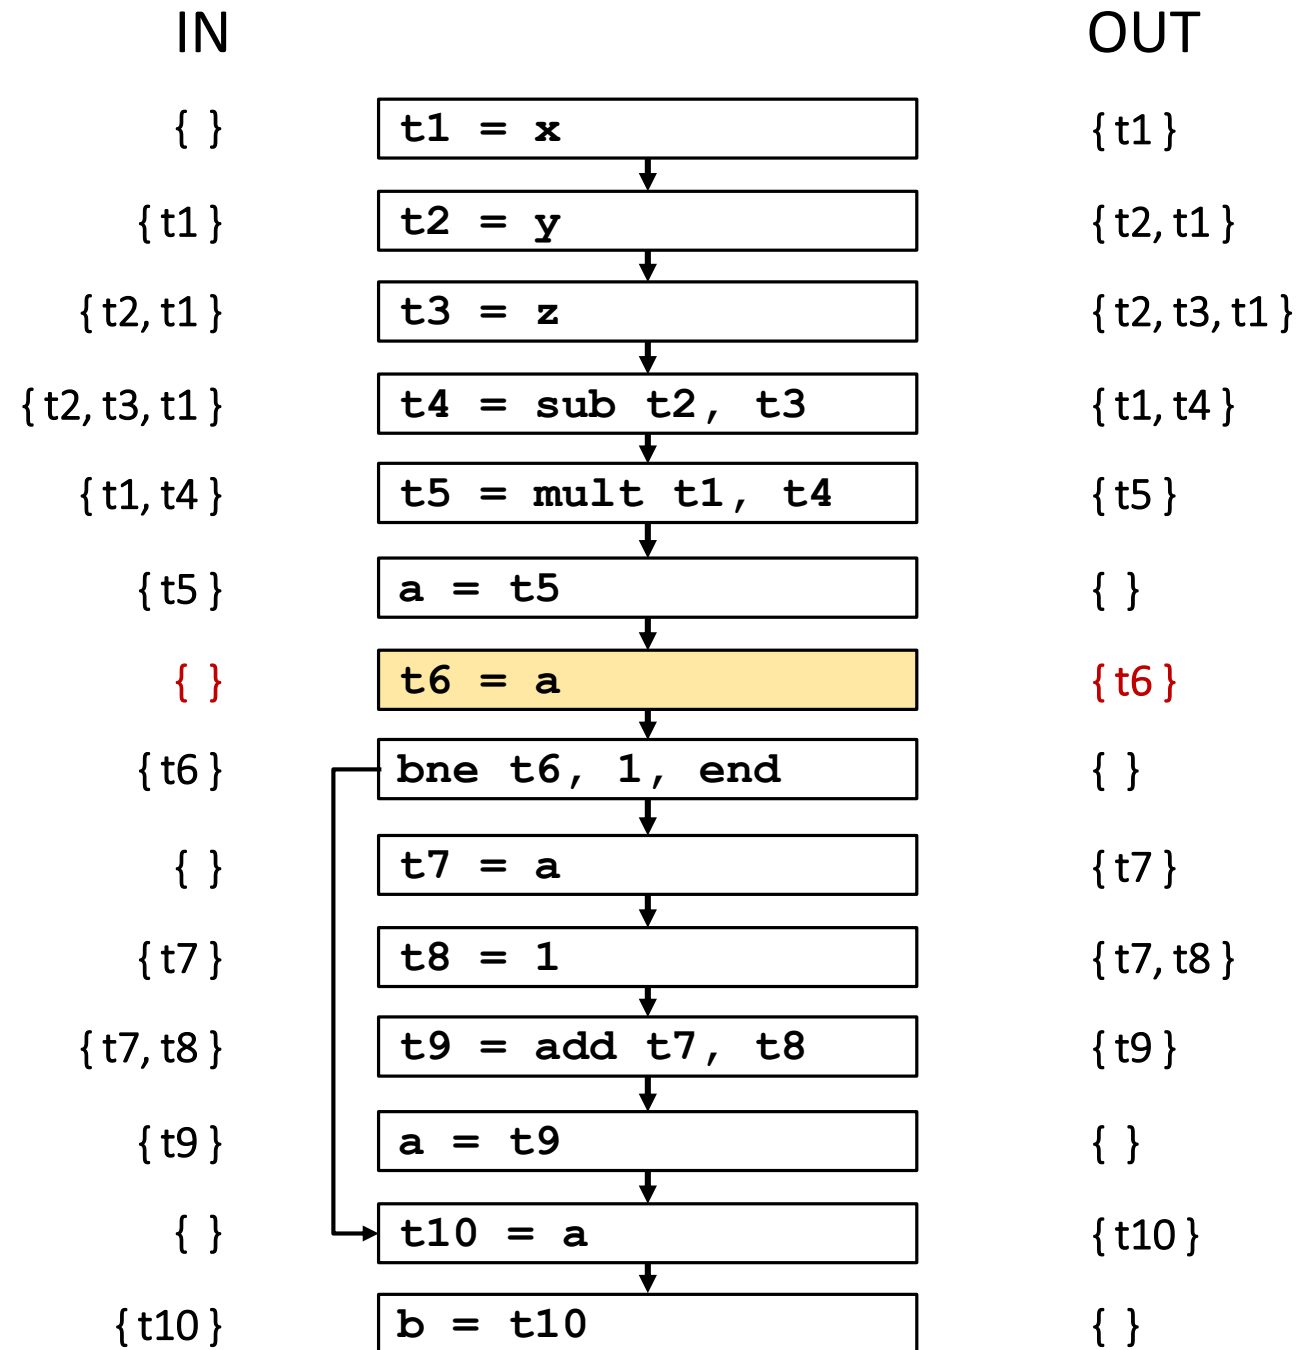 IN OUT
{ } t1 = x { t1 }
{ t1 } t2 = y { t2, t1 }
{ t2, t1 } t3 = z { t2, t3, t1 }
{ t2, t3, t1 } t4 = sub t2, t3 { t1, t4 }
{ t1, t4 } t5 = mult t1, t4 { t5 }
{ t5 } a = t5 { }
{ } t6 = a { t6 }
{ t6 } bne t6, 1, end { }
{ } t7 = a { t7 }
{ t7 } t8 = 1 { t7, t8 }
{ t7, t8 } t9 = add t7, t8 { t9 }
{ t9 } a = t9 { }
{ } t10 = a { t10 }
{ t10 } b = t10 { }